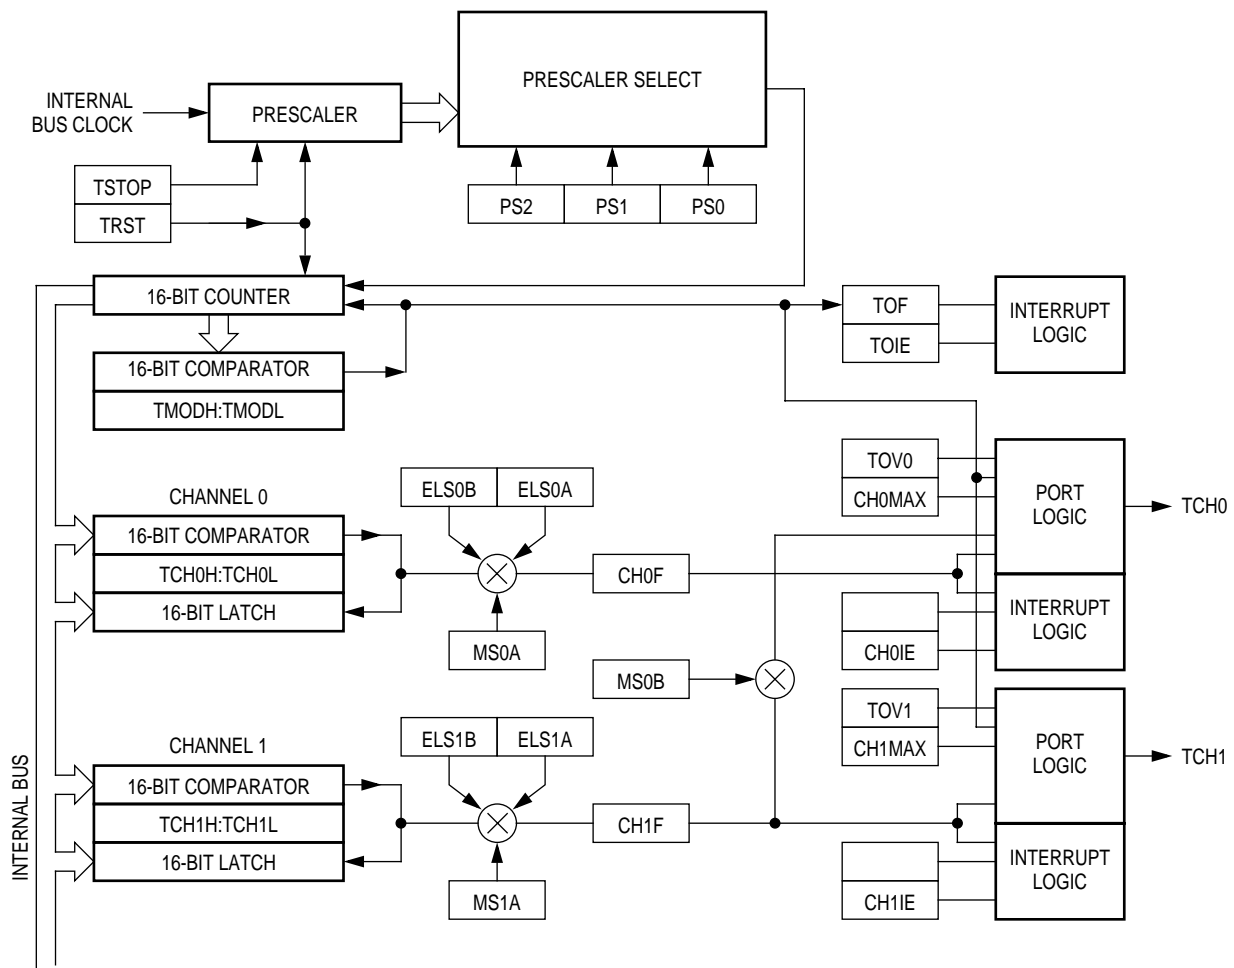 PRESCALER SELECT
INTERNAL
BUS CLOCK
PRESCALER
TSTOP
TRST
PS2
PS1
PS0
16-BIT COUNTER
TOF
TOIE
INTERRUPT
LOGIC
16-BIT COMPARATOR
TMODH:TMODL
CHANNEL 0
ELS0B
ELS0A
TOV0
CH0MAX
PORT
LOGIC
TCH0
16-BIT COMPARATOR
TCH0H:TCH0L
16-BIT LATCH
CH0F
MS0A
INTERRUPT
LOGIC
CH0IE
MS0B
CHANNEL 1
ELS1B
ELS1A
TOV1
CH1MAX
PORT
LOGIC
TCH1
16-BIT COMPARATOR
TCH1H:TCH1L
16-BIT LATCH
CH1F
MS1A
INTERRUPT
LOGIC
CH1IE
INTERNAL BUS